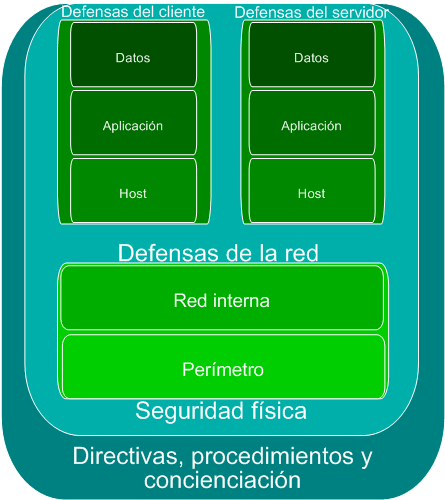 Defensas del cliente
Datos
Aplicación
Host
Defensas del servidor
Datos
Aplicación
Host
Defensas de la red
Red interna
Perímetro
Seguridad física
Directivas, procedimientos y
concienciación